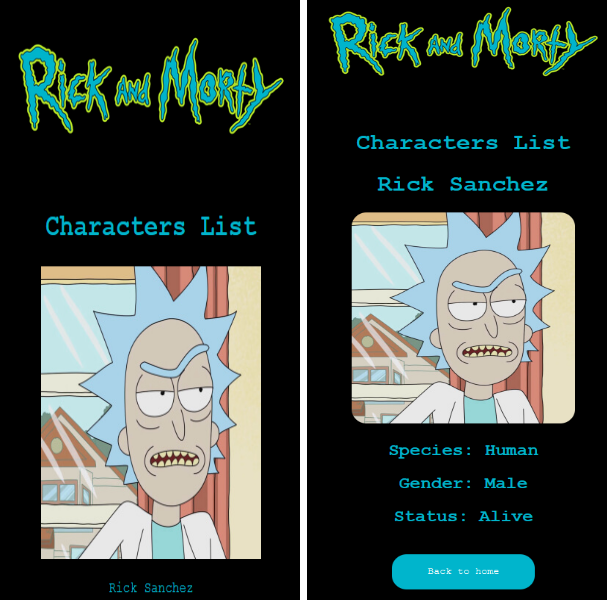 Rick and Morty
Characters List
Rick Sanchez
Rick and Morty
Characters List
Rick Sanchez
Species: Human
Gender: Male
Status: Alive
Back to home